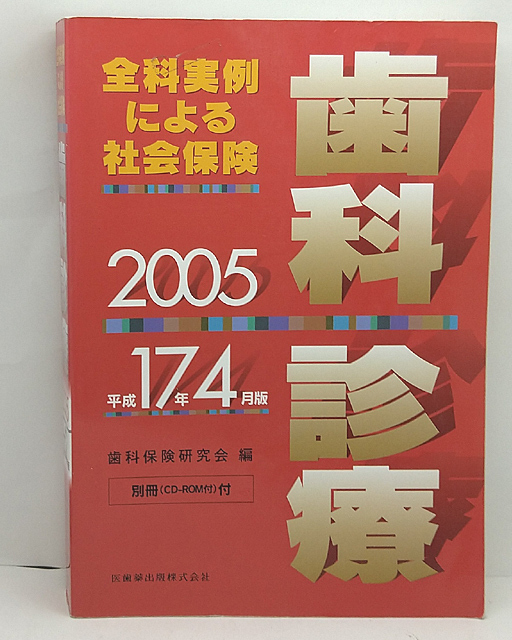 全科実例
による
社会保険
歯科診療
2005
平成17年4月版
歯科保険研究会 編
別冊(CD-ROM付)付
医歯薬出版株式会社